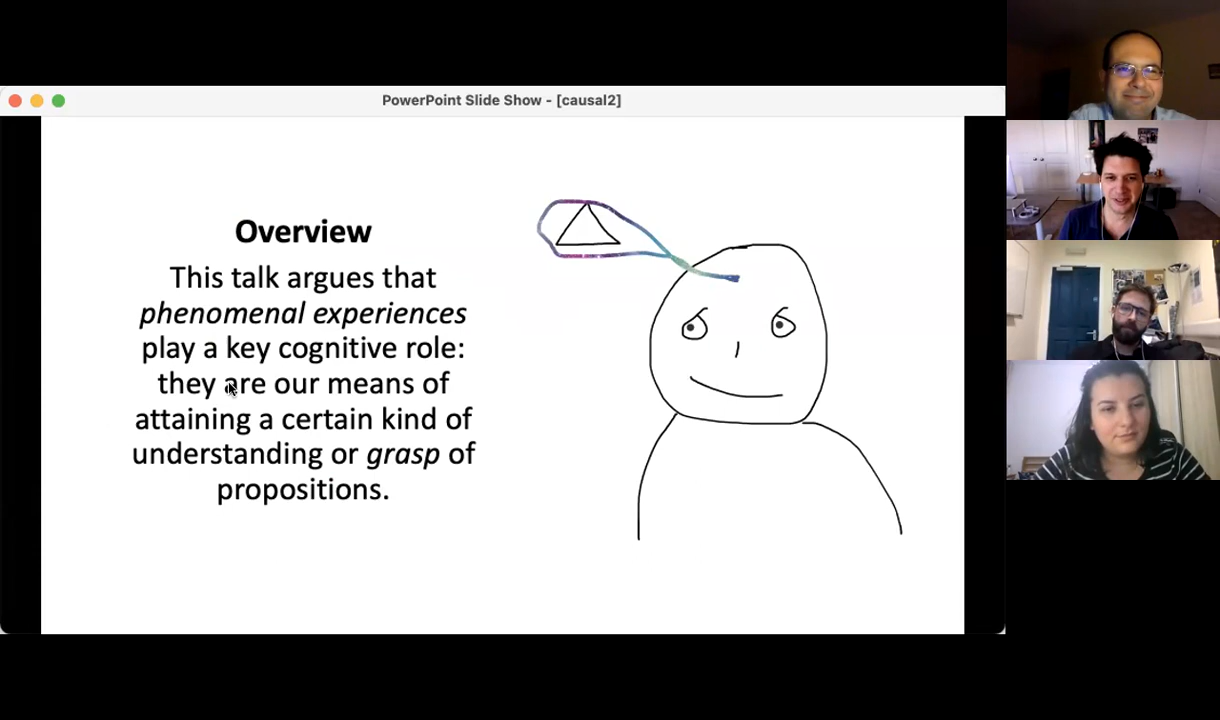 PowerPoint Slide Show - [causal2]
Overview
This talk argues that
phenomenal experiences
play a key cognitive role:
they are our means of
attaining a certain kind of
understanding or grasp of
propositions.